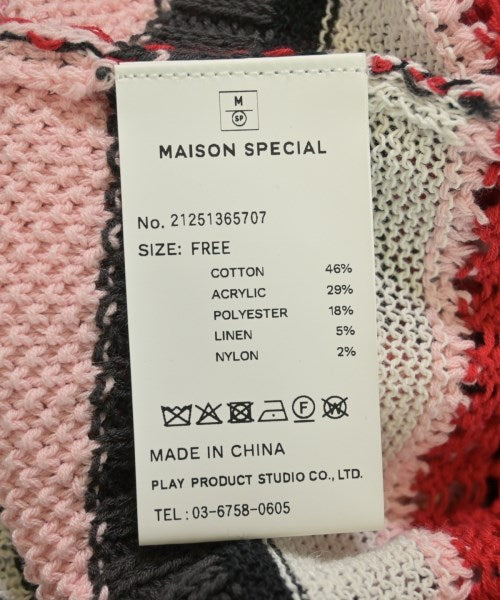 M
SP
MAISON SPECIAL
No. 21251365707
SIZE: FREE
COTTON 46%
ACRYLIC 29%
POLYESTER 18%
LINEN 5%
NYLON 2%
F
W
MADE IN CHINA
PLAY PRODUCT STUDIO CO., LTD.
TEL : 03-6758-0605